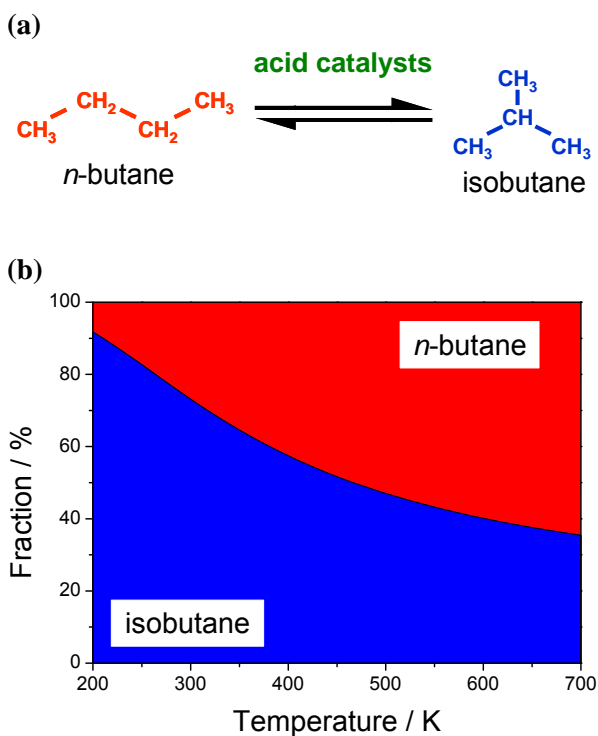 (a)
acid catalysts
CH3 CH2 CH2 CH3
n-butane
CH3 CH CH3 CH3
isobutane
(b)
100
80
60
40
20
0
Fraction / %
n-butane
isobutane
200 300 400 500 600 700
Temperature / K